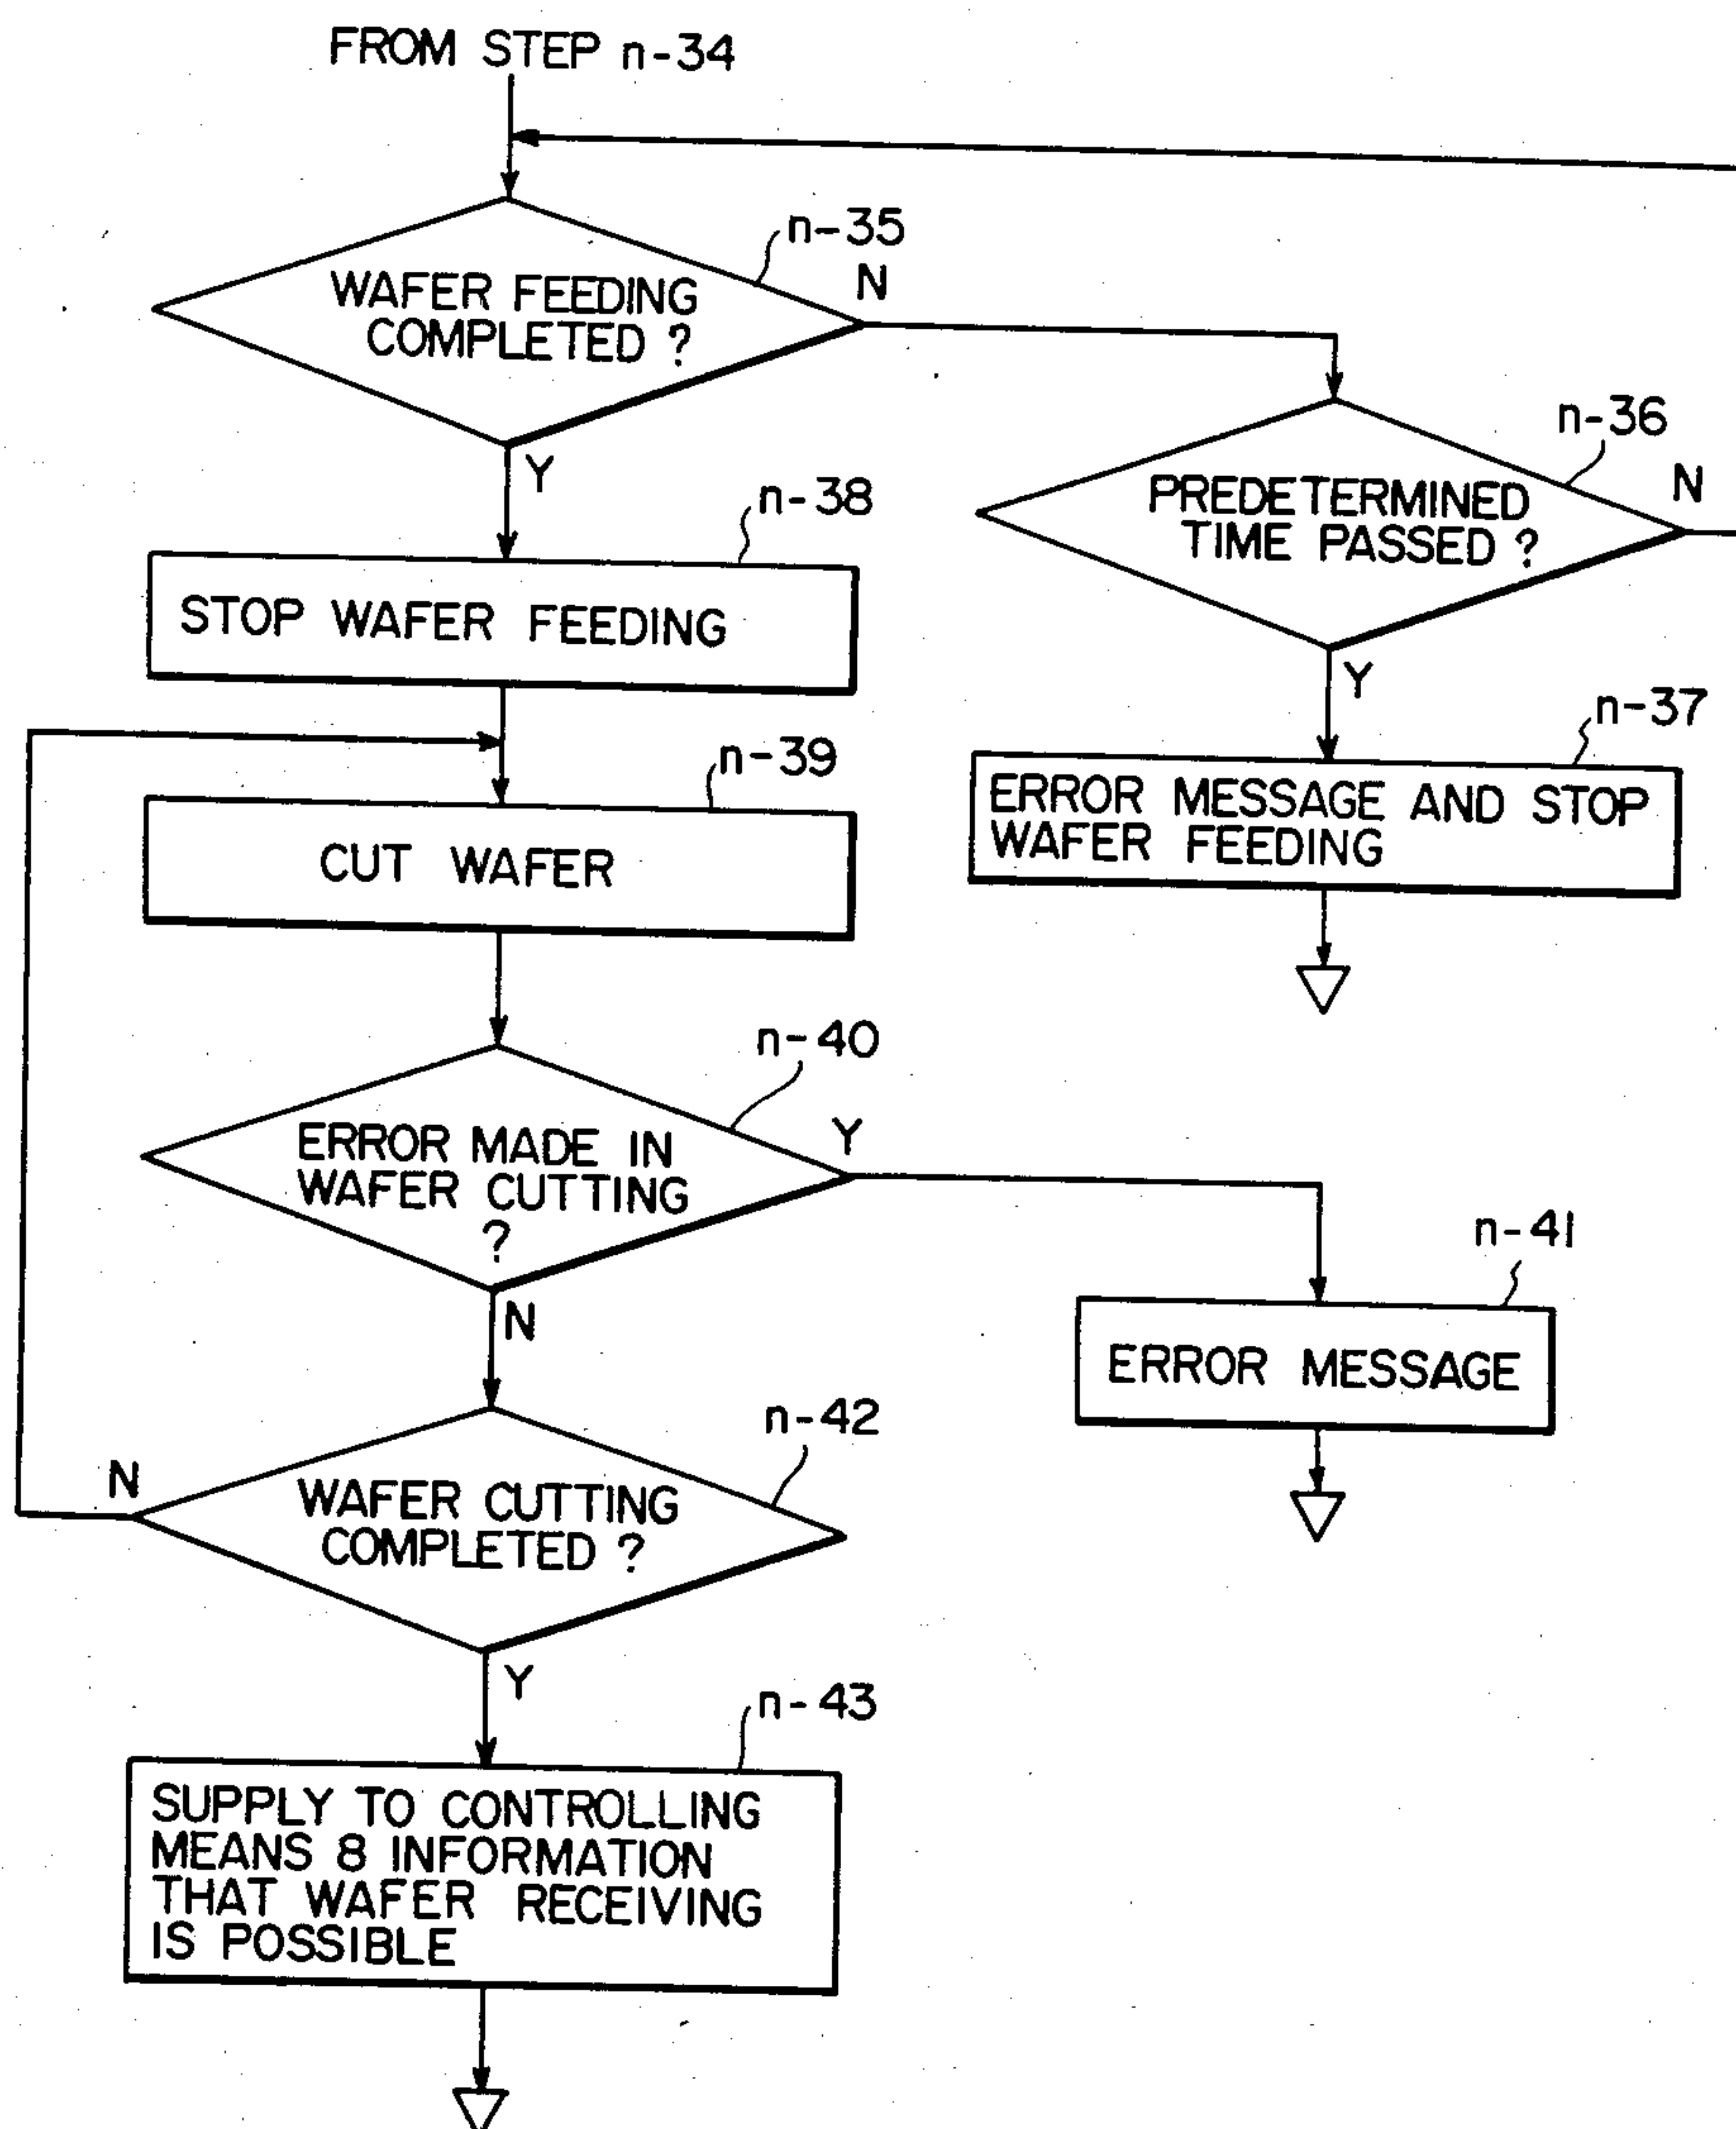 FROM STEP n-34
n-35
N
WAFER FEEDING
COMPLETED ?
Y
n-36
N
PREDETERMINED
TIME PASSED ?
Y
n-38
STOP WAFER FEEDING
n-37
ERROR MESSAGE AND STOP
WAFER FEEDING
n-39
CUT WAFER
n-40
Y
ERROR MADE IN
WAFER CUTTING
?
N
n-41
ERROR MESSAGE
n-42
N
WAFER CUTTING
COMPLETED ?
Y
n-43
SUPPLY TO CONTROLLING
MEANS 8 INFORMATION
THAT WAFER RECEIVING
IS POSSIBLE